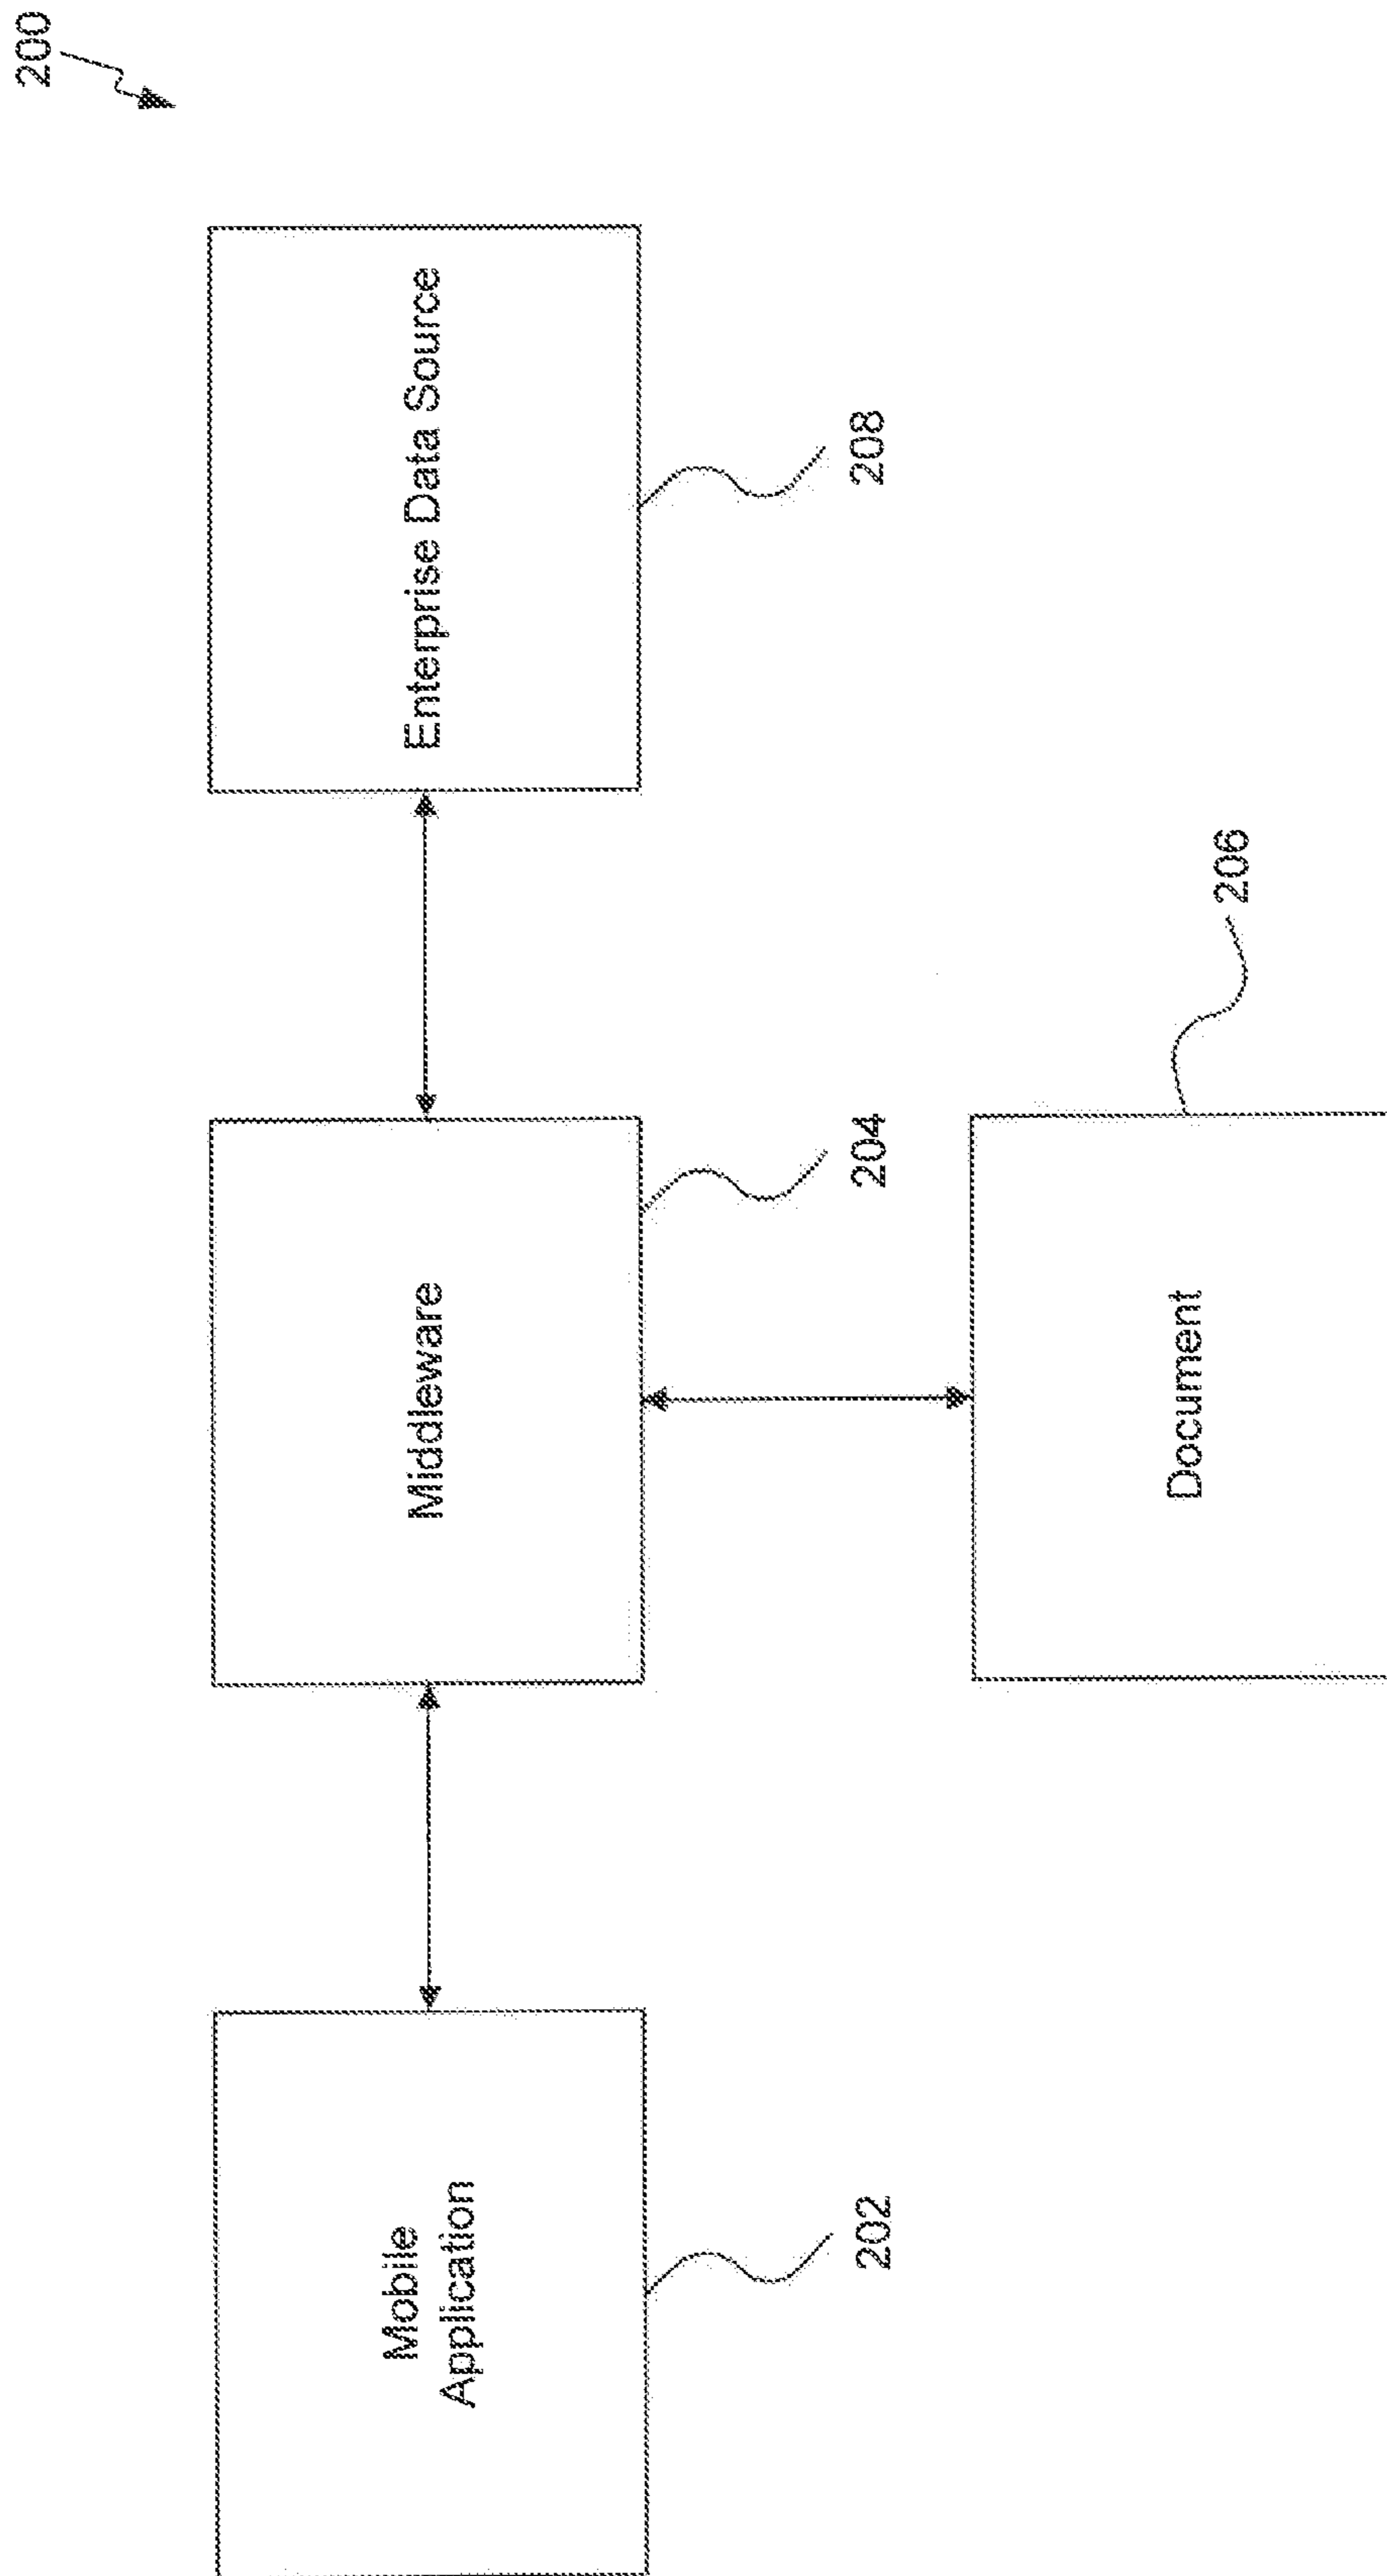 200
Mobile
Application
Middleware
Enterprise Data Source
202
204
208
Document
206